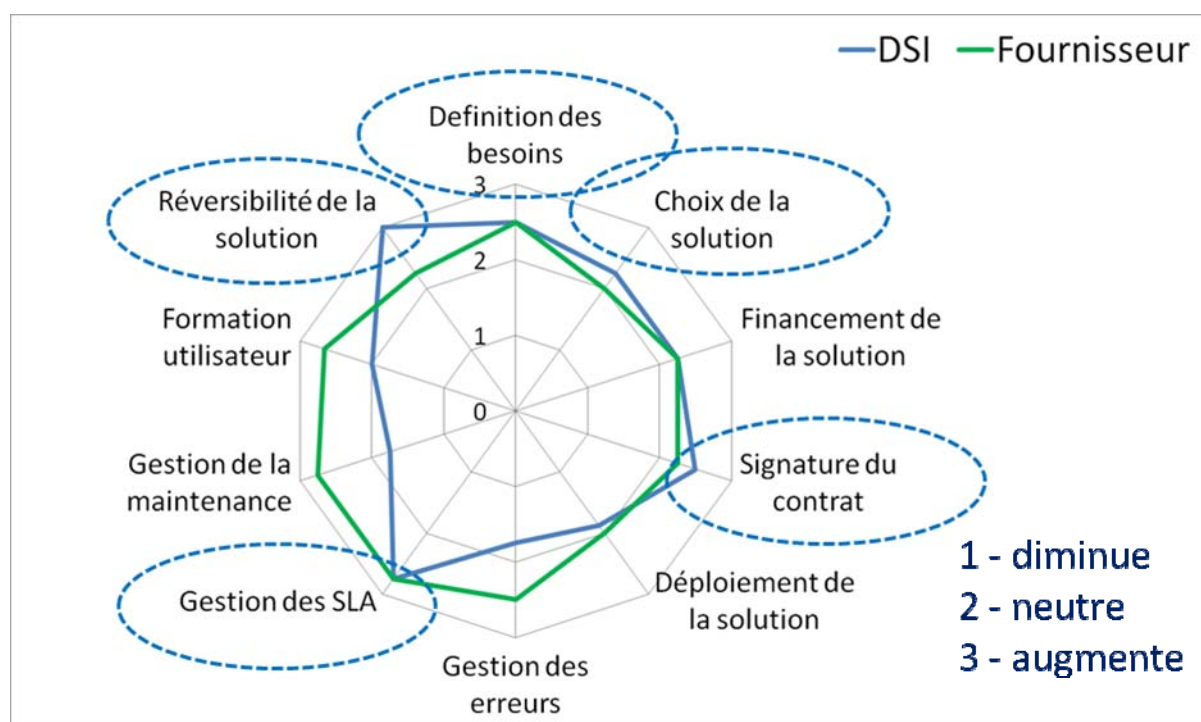 DSI Fournisseur
Definition des
besoins
Choix de la
solution
Financement de
la solution
Signature du
contrat
Déploiement de
la solution
Gestion des
erreurs
Gestion des SLA
Gestion de la
maintenance
Formation
utilisateur
Réversibilité de la
solution
3
2
1
0
1 - diminue
2 - neutre
3 - augmente